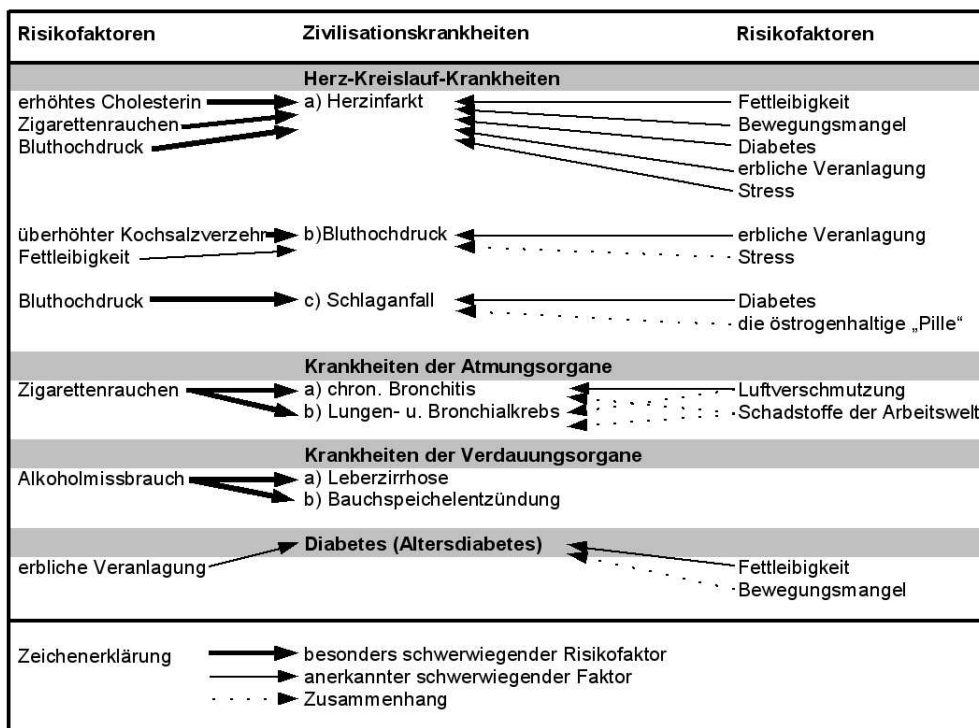 Risikofaktoren Zivilisationskrankheiten Risikofaktoren
Herz-Kreislauf-Krankheiten
erhöhtes Cholesterin a) Herzinfarkt Fettleibigkeit
Zigarettenrauchen Bewegungsmangel
Bluthochdruck Diabetes
erbliche Veranlagung
Stress
überhöhter Kochsalzverzehr b)Bluthochdruck erbliche Veranlagung
Fettleibigkeit Stress
Bluthochdruck c) Schlaganfall Diabetes
die östrogenhaltige „Pille“
Krankheiten der Atmungsorgane
Zigarettenrauchen a) chron. Bronchitis Luftverschmutzung
b) Lungen- u. Bronchialkrebs Schadstoffe der Arbeitswelt
Krankheiten der Verdauungsorgane
Alkoholmissbrauch a) Leberzirrhose
b) Bauchspeichelentzündung
Diabetes (Altersdiabetes)
erbliche Veranlagung Fettleibigkeit
Bewegungsmangel
Zeichenerklärung besonders schwerwiegender Risikofaktor
anerkannter schwerwiegender Faktor
Zusammenhang